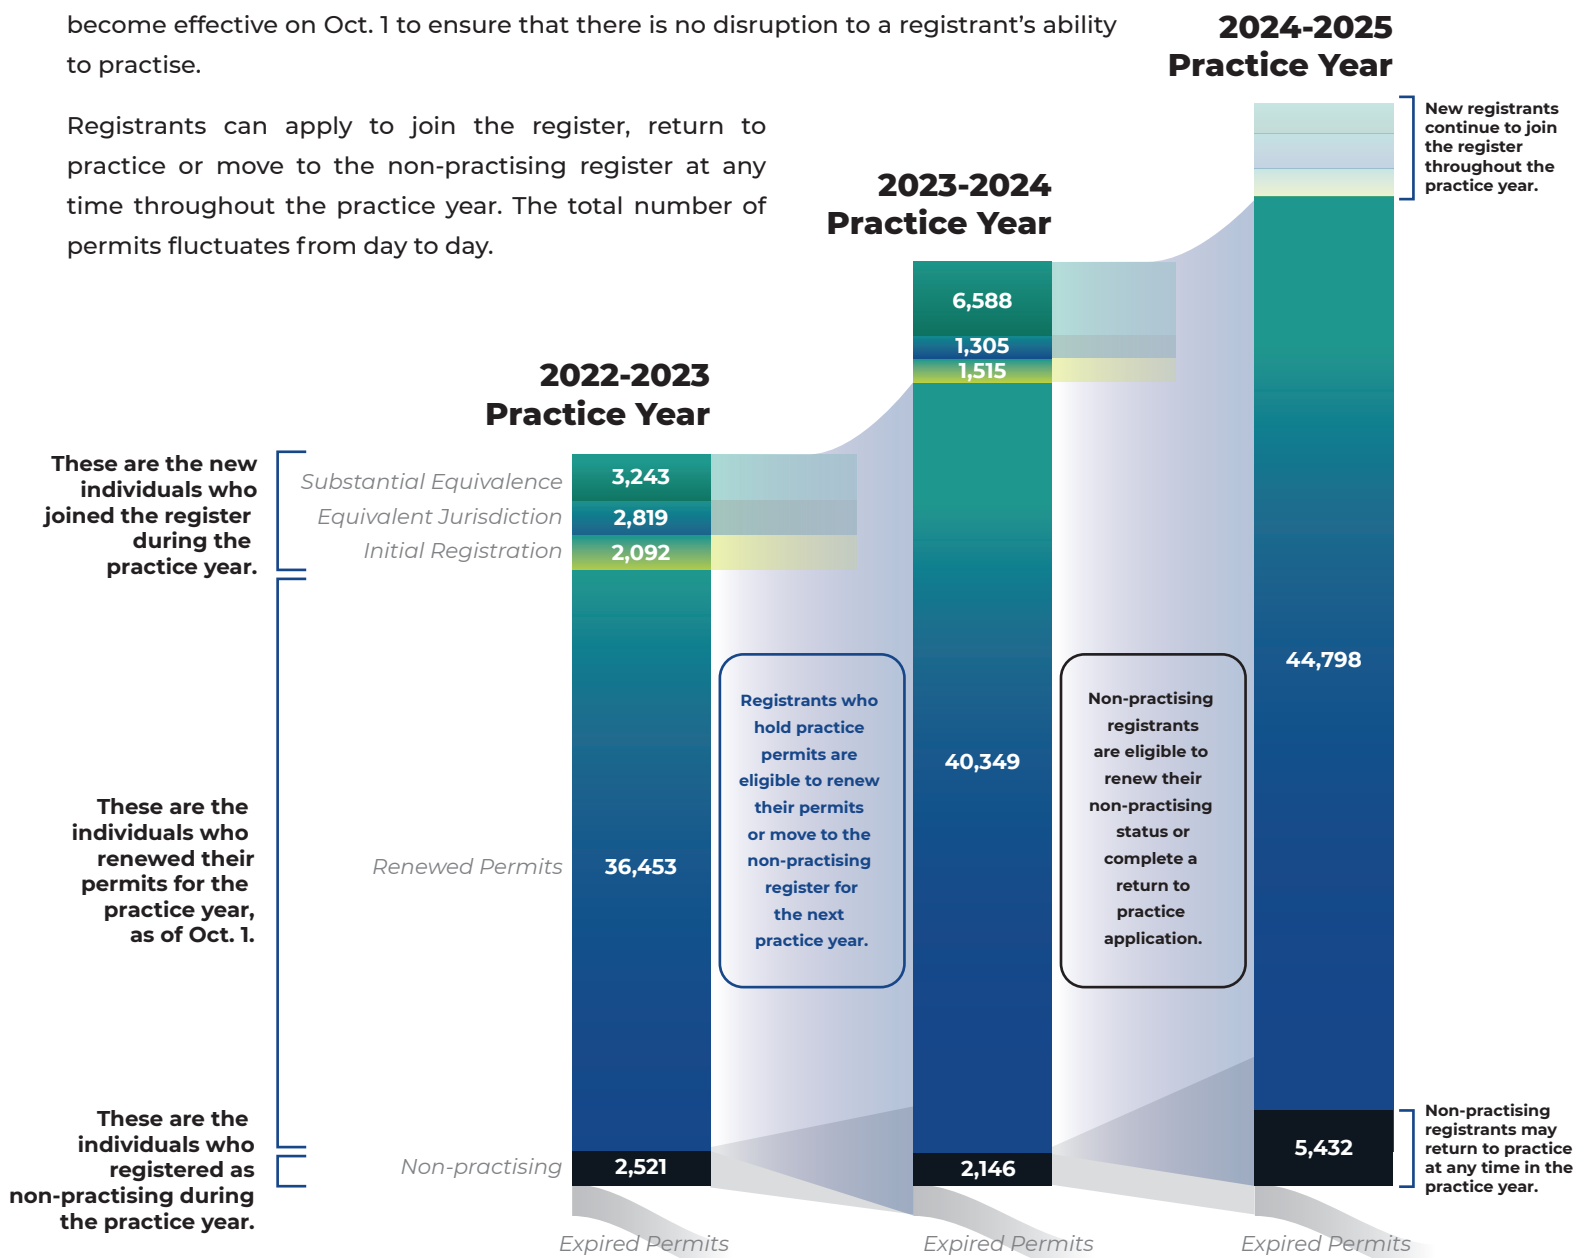 become effective on Oct. 1 to ensure that there is no disruption to a registrant’s ability
to practise.
Registrants can apply to join the register, return to
practice or move to the non-practising register at any
time throughout the practice year. The total number of
permits fluctuates from day to day.
2022-2023
Practice Year
2023-2024
Practice Year
2024-2025
Practice Year
These are the new
individuals who
joined the register
during the
practice year.
Substantial Equivalence
Equivalent Jurisdiction
Initial Registration
3,243
2,819
2,092
These are the
individuals who
renewed their
permits for the
practice year,
as of Oct. 1.
Renewed Permits
36,453
These are the
individuals who
registered as
non-practising during
the practice year.
Non-practising
2,521
Expired Permits
Registrants who
hold practice
permits are
eligible to renew
their permits
or move to the
non-practising
register for
the next
practice year.
6,588
1,305
1,515
40,349
2,146
Expired Permits
Non-practising
registrants
are eligible to
renew their
non-practising
status or
complete a
return to
practice
application.
44,798
5,432
Expired Permits
New registrants
continue to join
the register
throughout the
practice year.
Non-practising
registrants may
return to practice
at any time in the
practice year.